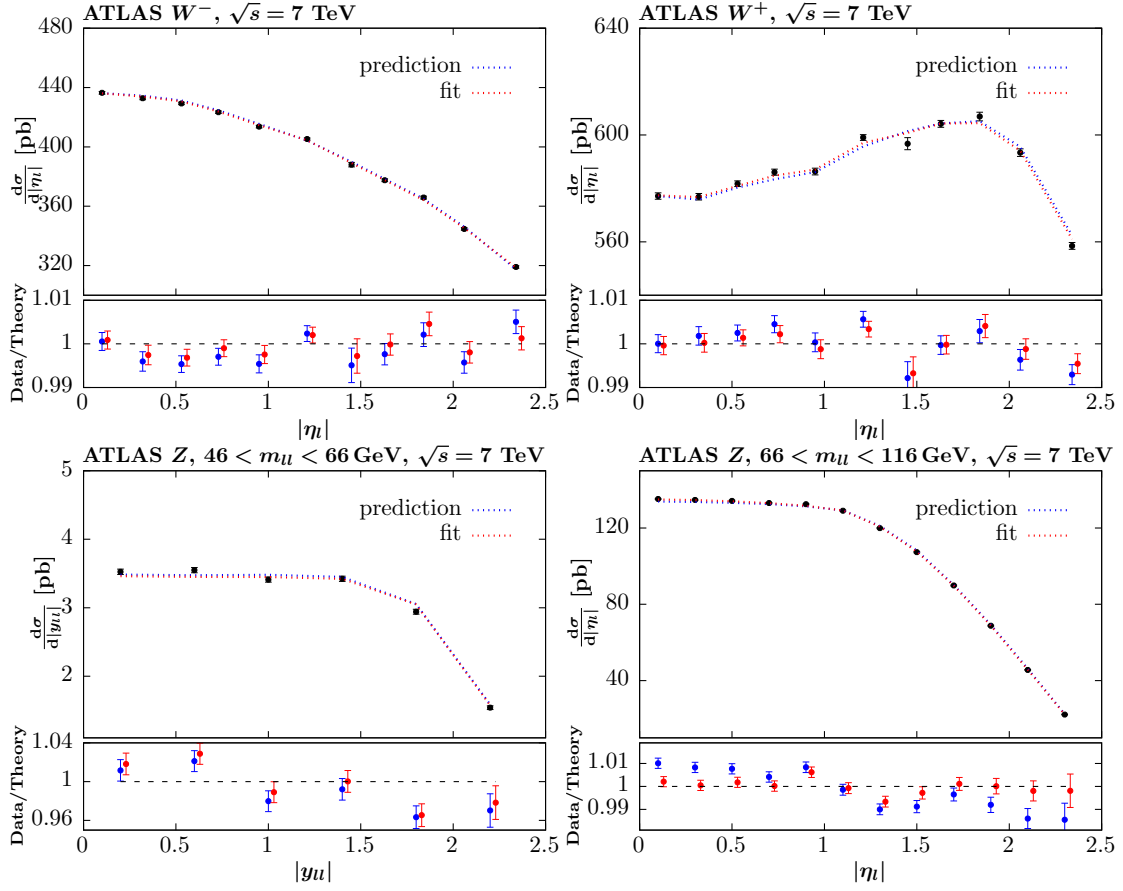 ATLAS W⁻, √s = 7 TeV
480
440
400
360
320
dσ/d|ηl| [pb]
prediction
fit
1.01
1
0.99
Data/Theory
0 0.5 1 1.5 2 2.5
|ηl|
ATLAS W⁺, √s = 7 TeV
640
600
560
dσ/d|ηl| [pb]
prediction
fit
1.01
1
0.99
Data/Theory
0 0.5 1 1.5 2 2.5
|ηl|
ATLAS Z, 46 < mll < 66 GeV, √s = 7 TeV
5
4
3
2
dσ/d|yll| [pb]
prediction
fit
1.04
1
0.96
Data/Theory
0 0.5 1 1.5 2 2.5
|yll|
ATLAS Z, 66 < mll < 116 GeV, √s = 7 TeV
120
80
40
dσ/d|ηl| [pb]
prediction
fit
1.01
1
0.99
Data/Theory
0 0.5 1 1.5 2 2.5
|ηl|